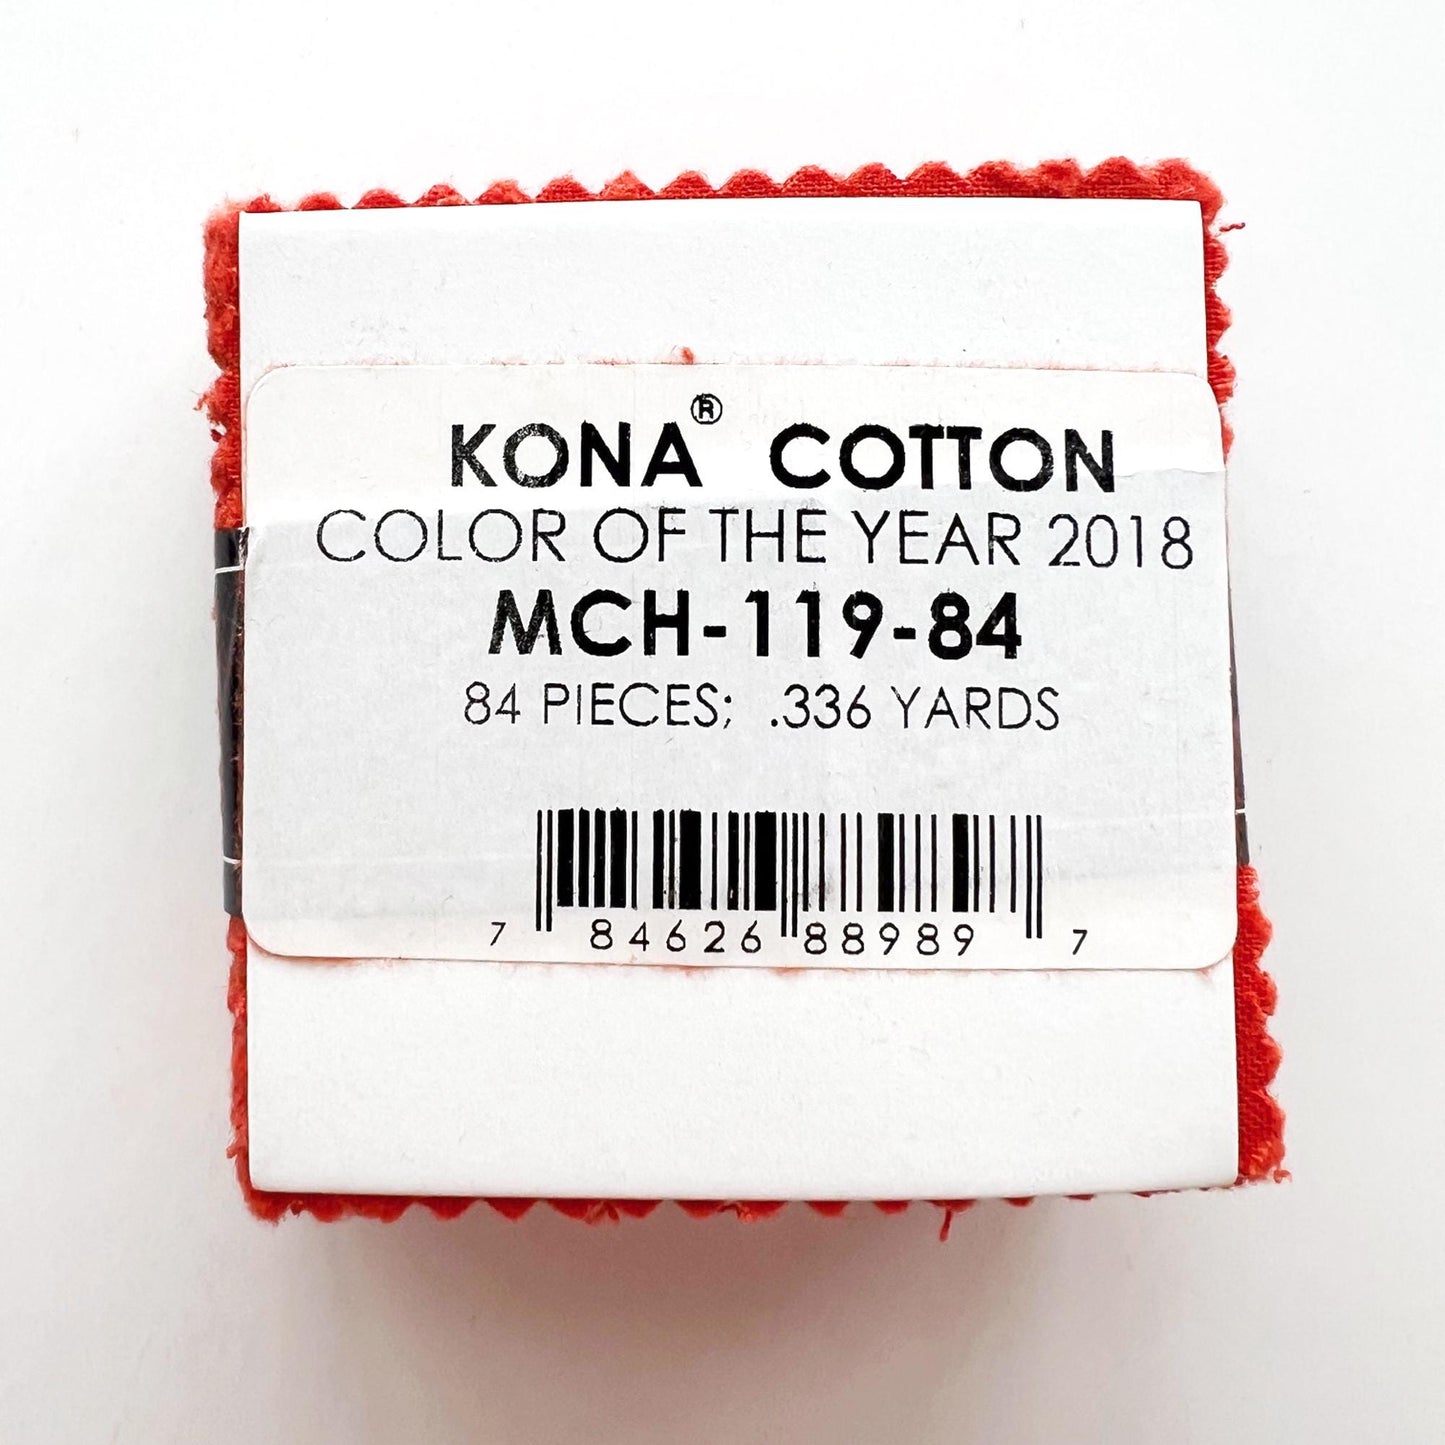 KONA® COTTON
COLOR OF THE YEAR 2018
MCH-119-84
84 PIECES; .336 YARDS
7 84626 88989 7